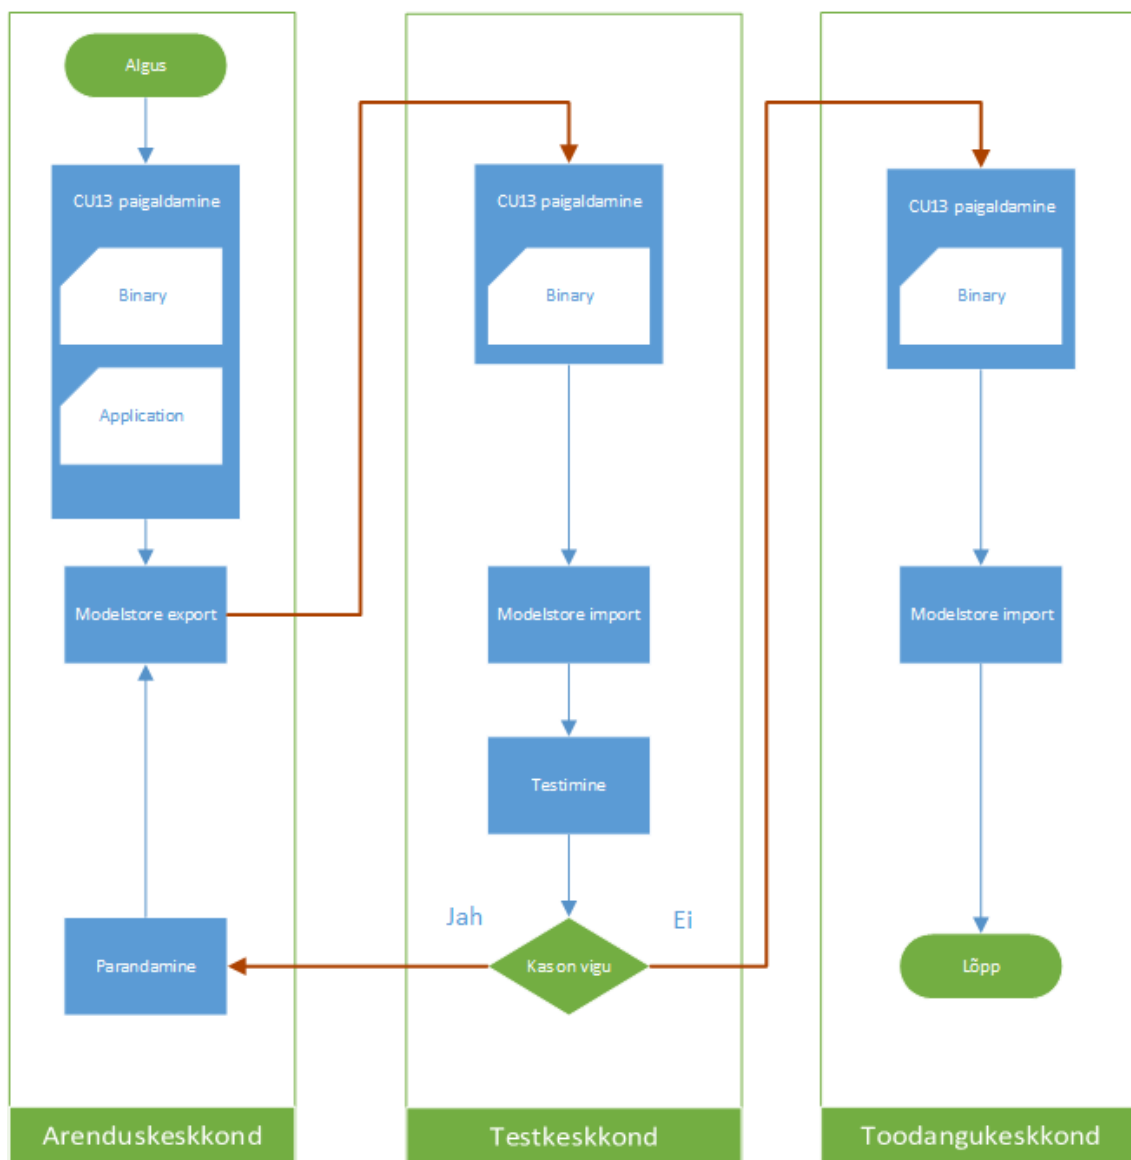 Algus
CU13 paigaldamine
Binary
Application
Modelstore export
Parandamine
Arenduskeskkond
CU13 paigaldamine
Binary
Modelstore import
Testimine
Jah
Kas on vigu
Ei
Testkeskkond
CU13 paigaldamine
Binary
Modelstore import
Lõpp
Toodangukeskkond